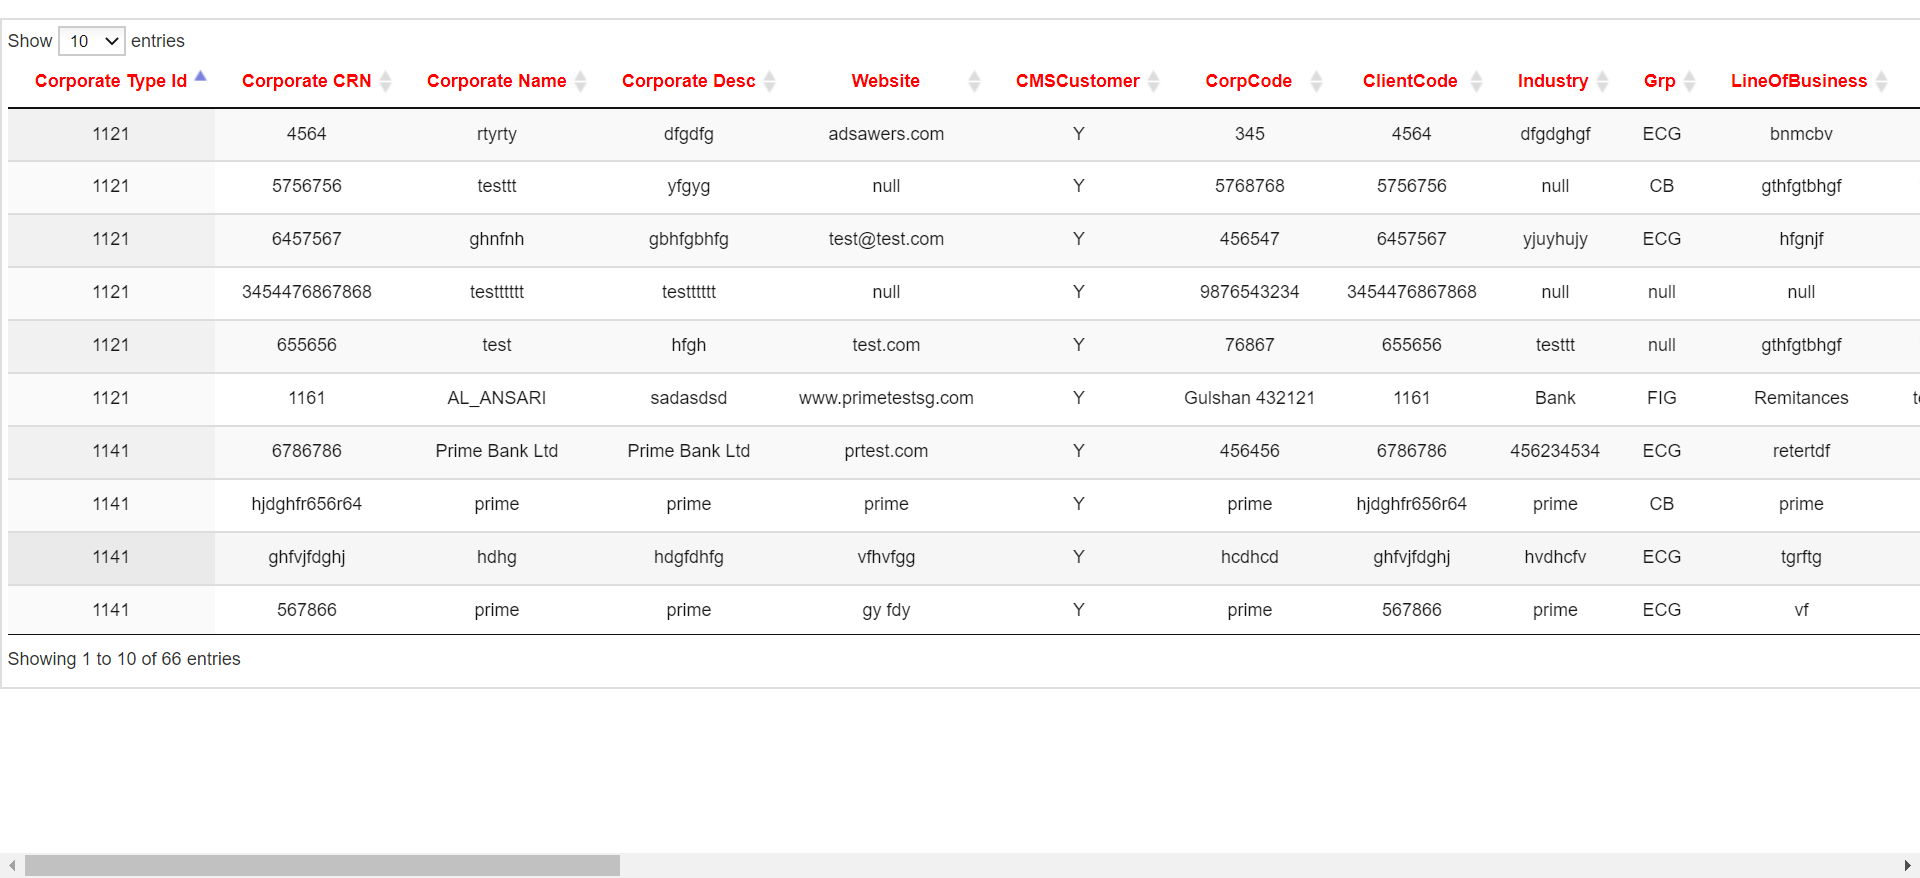 Show 10 entries
Corporate Type Id Corporate CRN Corporate Name Corporate Desc Website CMSCustomer CorpCode ClientCode Industry Grp LineOfBusiness
1121 4564 rtyrty dfgdfg adsawers.com Y 345 4564 dfgdghgf ECG bnmcbv
1121 5756756 testtt yfgyg null Y 5768768 5756756 null CB gthfgtbhgf
1121 6457567 ghnfnh gbhfgbhfg test@test.com Y 456547 6457567 yjuyhujy ECG hfgnjf
1121 3454476867868 testttttt testttttt null Y 9876543234 3454476867868 null null null
1121 655656 test hfgh test.com Y 76867 655656 testtt null gthfgtbhgf
1121 1161 AL_ANSARI sadasdsd www.primetestsg.com Y Gulshan 432121 1161 Bank FIG Remitances
1141 6786786 Prime Bank Ltd Prime Bank Ltd prtest.com Y 456456 6786786 456234534 ECG retertdf
1141 hjdghfr656r64 prime prime prime Y prime hjdghfr656r64 prime CB prime
1141 ghfvjfdghj hdhg hdgfdhfg vfhvfgg Y hcdhcd ghfvjfdghj hvdhcfv ECG tgrftg
1141 567866 prime prime gy fdy Y prime 567866 prime ECG vf
Showing 1 to 10 of 66 entries